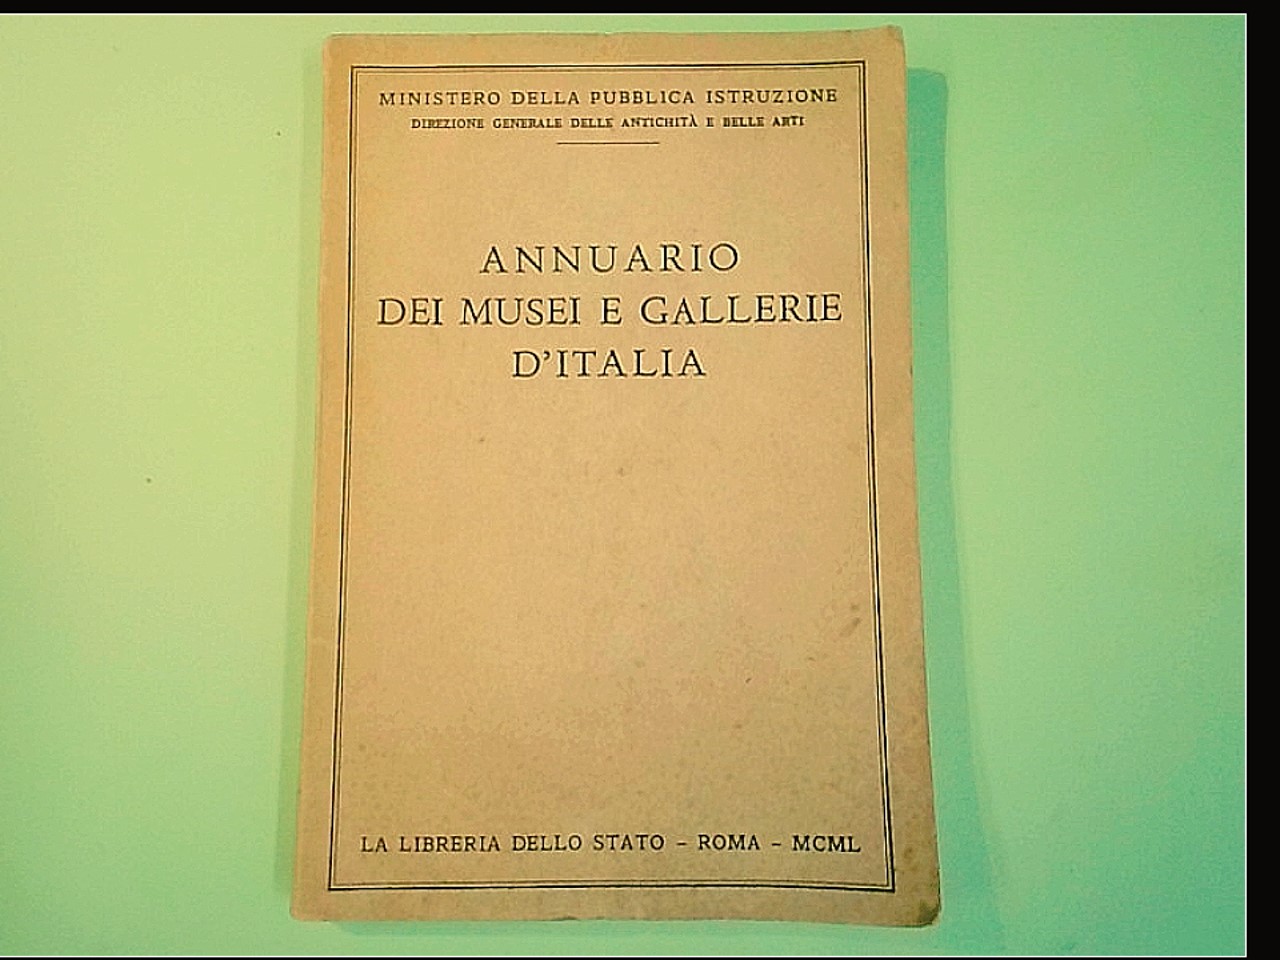 MINISTERO DELLA PUBBLICA ISTRUZIONE
DIREZIONE GENERALE DELLE ANTICHITÀ E BELLE ARTI
ANNUARIO
DEI MUSEI E GALLERIE
D'ITALIA
LA LIBRERIA DELLO STATO – ROMA – MCML